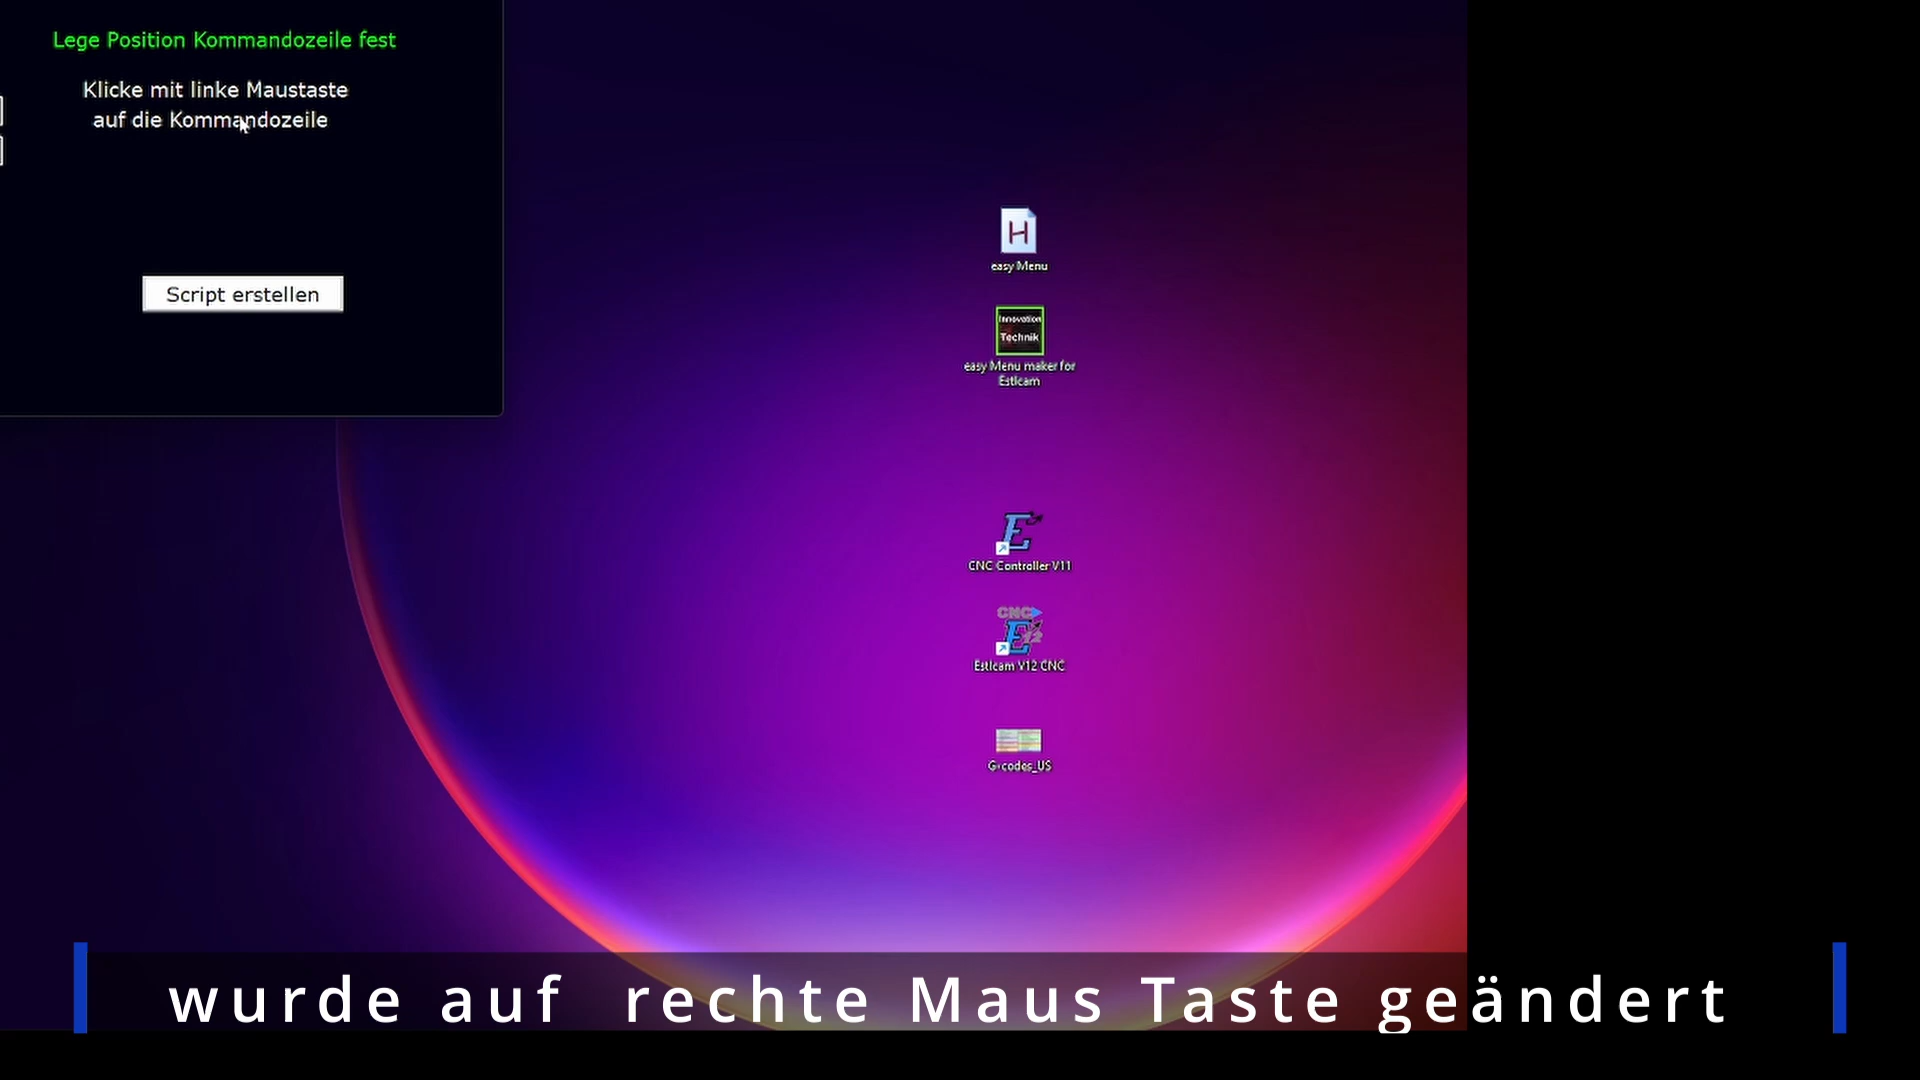 Lege Position Kommandozeile fest
Klicke mit linke Maustaste
auf die Kommandozeile
Script erstellen
H
easy Menu
Innovation
Technik
easy Menu maker for
Estlcam
E
CNC Controller V11
CNC
E
12
Estlcam V12 CNC
G-codes_US
wurde auf rechte Maus Taste geändert